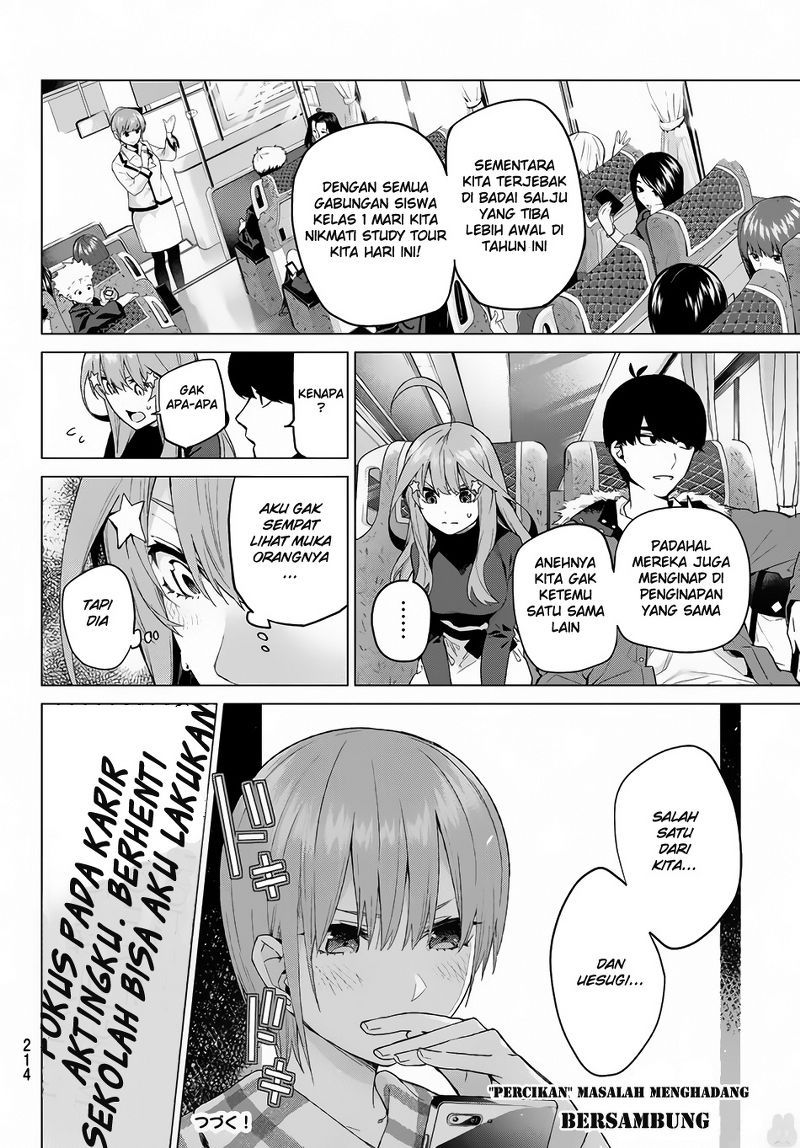 SEMENTARA
KITA TERJEBAK
DI BADAI SALJU
YANG TIBA
LEBIH AWAL DI
TAHUN INI
DENGAN SEMUA
GABUNGAN SISWA
KELAS 1 MARI KITA
NIKMATI STUDY TOUR
KITA HARI INI!
PADAHAL
MEREKA JUGA
MENGINAP DI
PENGINAPAN
YANG SAMA
ANEHNYA
KITA GAK
KETEMU
SATU SAMA
LAIN
......
KENAPA
?
GAK
APA-APA
AKU GAK
SEMPAT
LIHAT MUKA
ORANGNYA
...
TAPI
DIA
SALAH
SATU
DARI
KITA...
DAN
UESUGI...
FOKUS PADA KARIR
AKTINGKU. BERHENTI
SEKOLAH BISA AKU LAKUKAN
"PERCIKAN" MASALAH MENGHADANG
BERSAMBUNG
つづく!
214